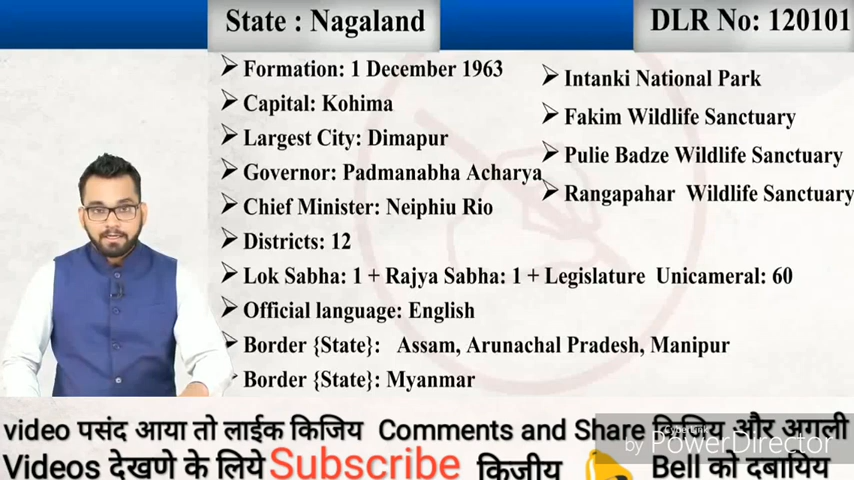 State : Nagaland
DLR No: 120101
Formation: 1 December 1963
Capital: Kohima
Largest City: Dimapur
Governor: Padmanabha Acharya
Chief Minister: Neiphiu Rio
Districts: 12
Lok Sabha: 1 + Rajya Sabha: 1 + Legislature Unicameral: 60
Official language: English
Border {State}: Assam, Arunachal Pradesh, Manipur
Border {State}: Myanmar
Intanki National Park
Fakim Wildlife Sanctuary
Pulie Badze Wildlife Sanctuary
Rangapahar Wildlife Sanctuary
video पसंद आया तो लाईक किजिय Comments and Share किजिय और अगली
Videos देखणे के लिये Subscribe किजीय Bell को दबायिय
CyberLink
by PowerDirector